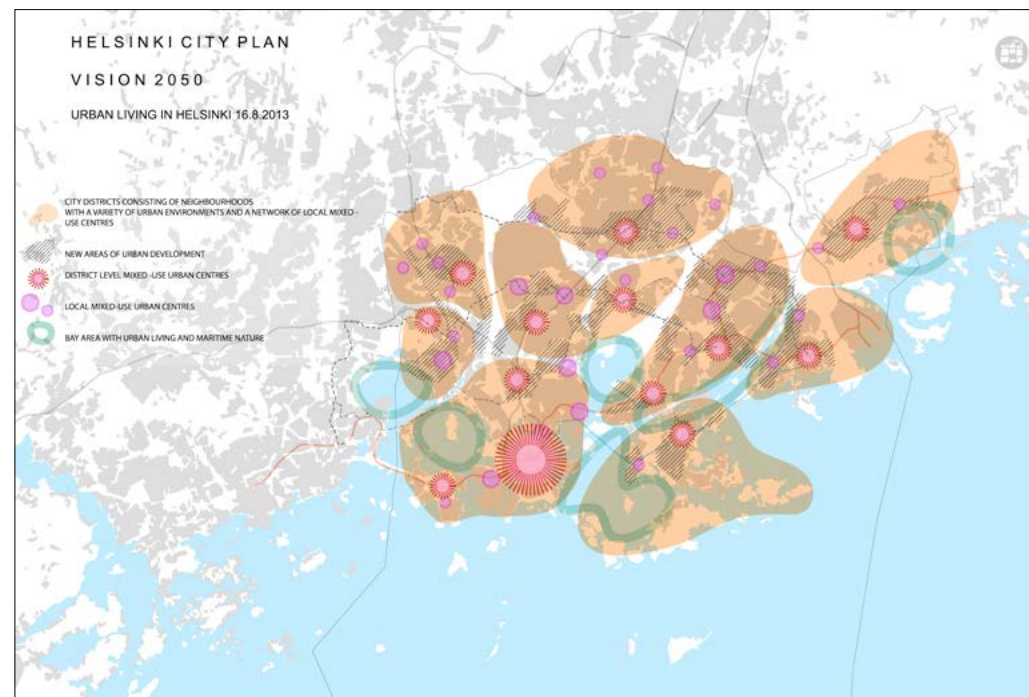 HELSINKI CITY PLAN
VISION 2050
URBAN LIVING IN HELSINKI 16.8.2013
CITY DISTRICTS CONSISTING OF NEIGHBOURHOODS
WITH A VARIETY OF URBAN ENVIRONMENTS AND A NETWORK OF LOCAL MIXED -
USE CENTRES
NEW AREAS OF URBAN DEVELOPMENT
DISTRICT LEVEL MIXED -USE URBAN CENTRES
LOCAL MIXED-USE URBAN CENTRES
BAY AREA WITH URBAN LIVING AND MARITIME NATURE